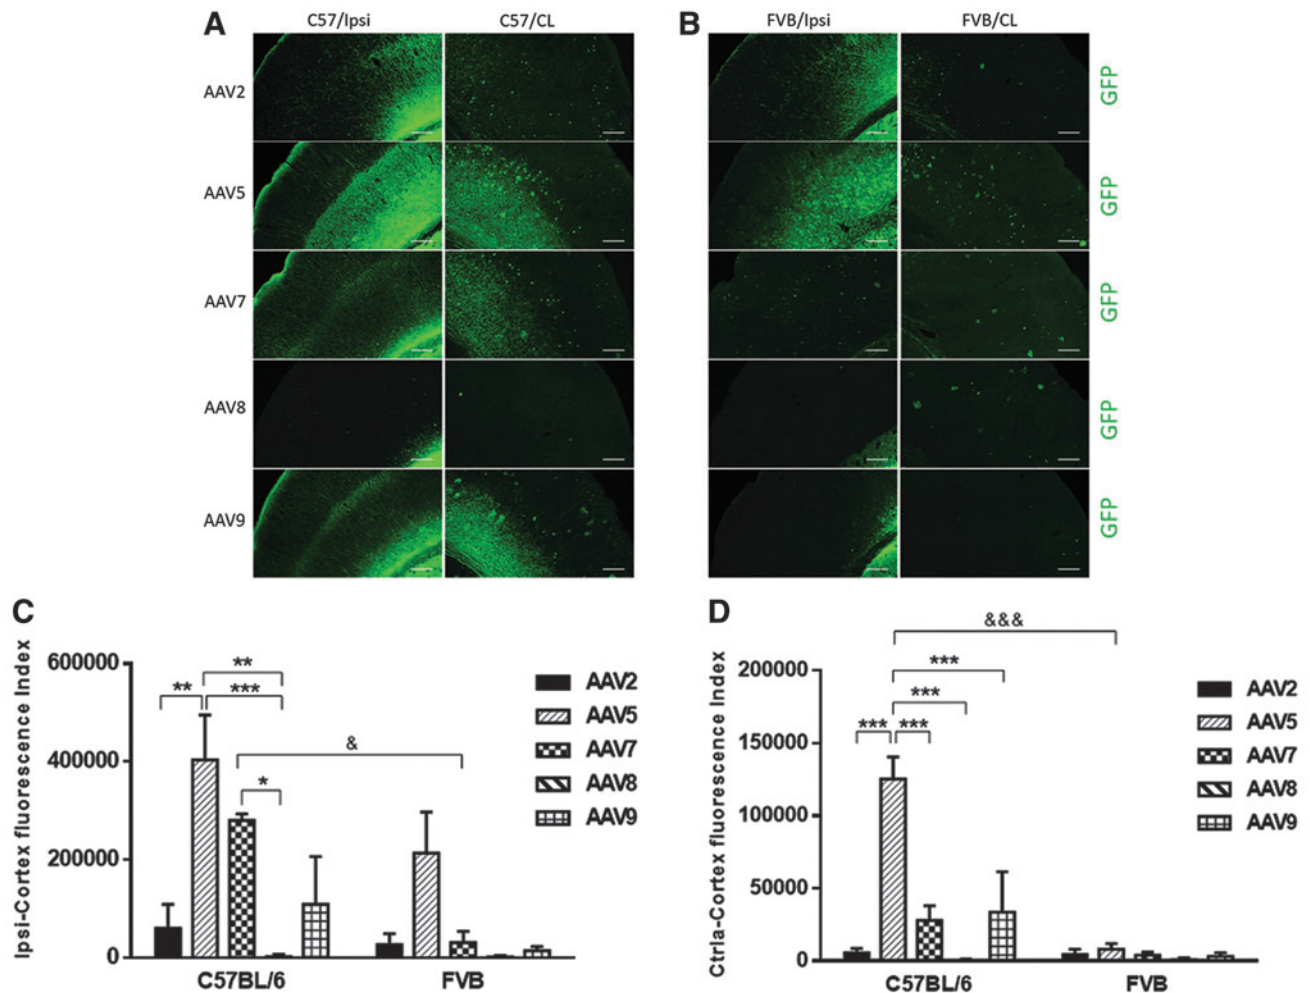 A C57/Ipsi C57/CL B FVB/Ipsi FVB/CL
AAV2 GFP
AAV5 GFP
AAV7 GFP
AAV8 GFP
AAV9 GFP
C
Ipsi-Cortex fluorescence Index
600000
400000
200000
0
** 
** ***
&
*
AAV2
AAV5
AAV7
AAV8
AAV9
C57BL/6 FVB
D
Ctrla-Cortex fluorescence Index
200000
150000
100000
50000
0
&&&
***
***
*** ***
AAV2
AAV5
AAV7
AAV8
AAV9
C57BL/6 FVB